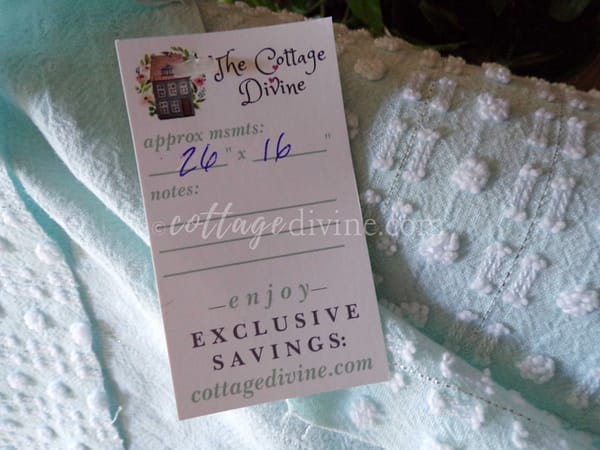 The Cottage
Divine
approx msmts:
26 " x 16 "
notes:
©cottagedivine.com
—enjoy—
EXCLUSIVE
SAVINGS:
cottagedivine.com